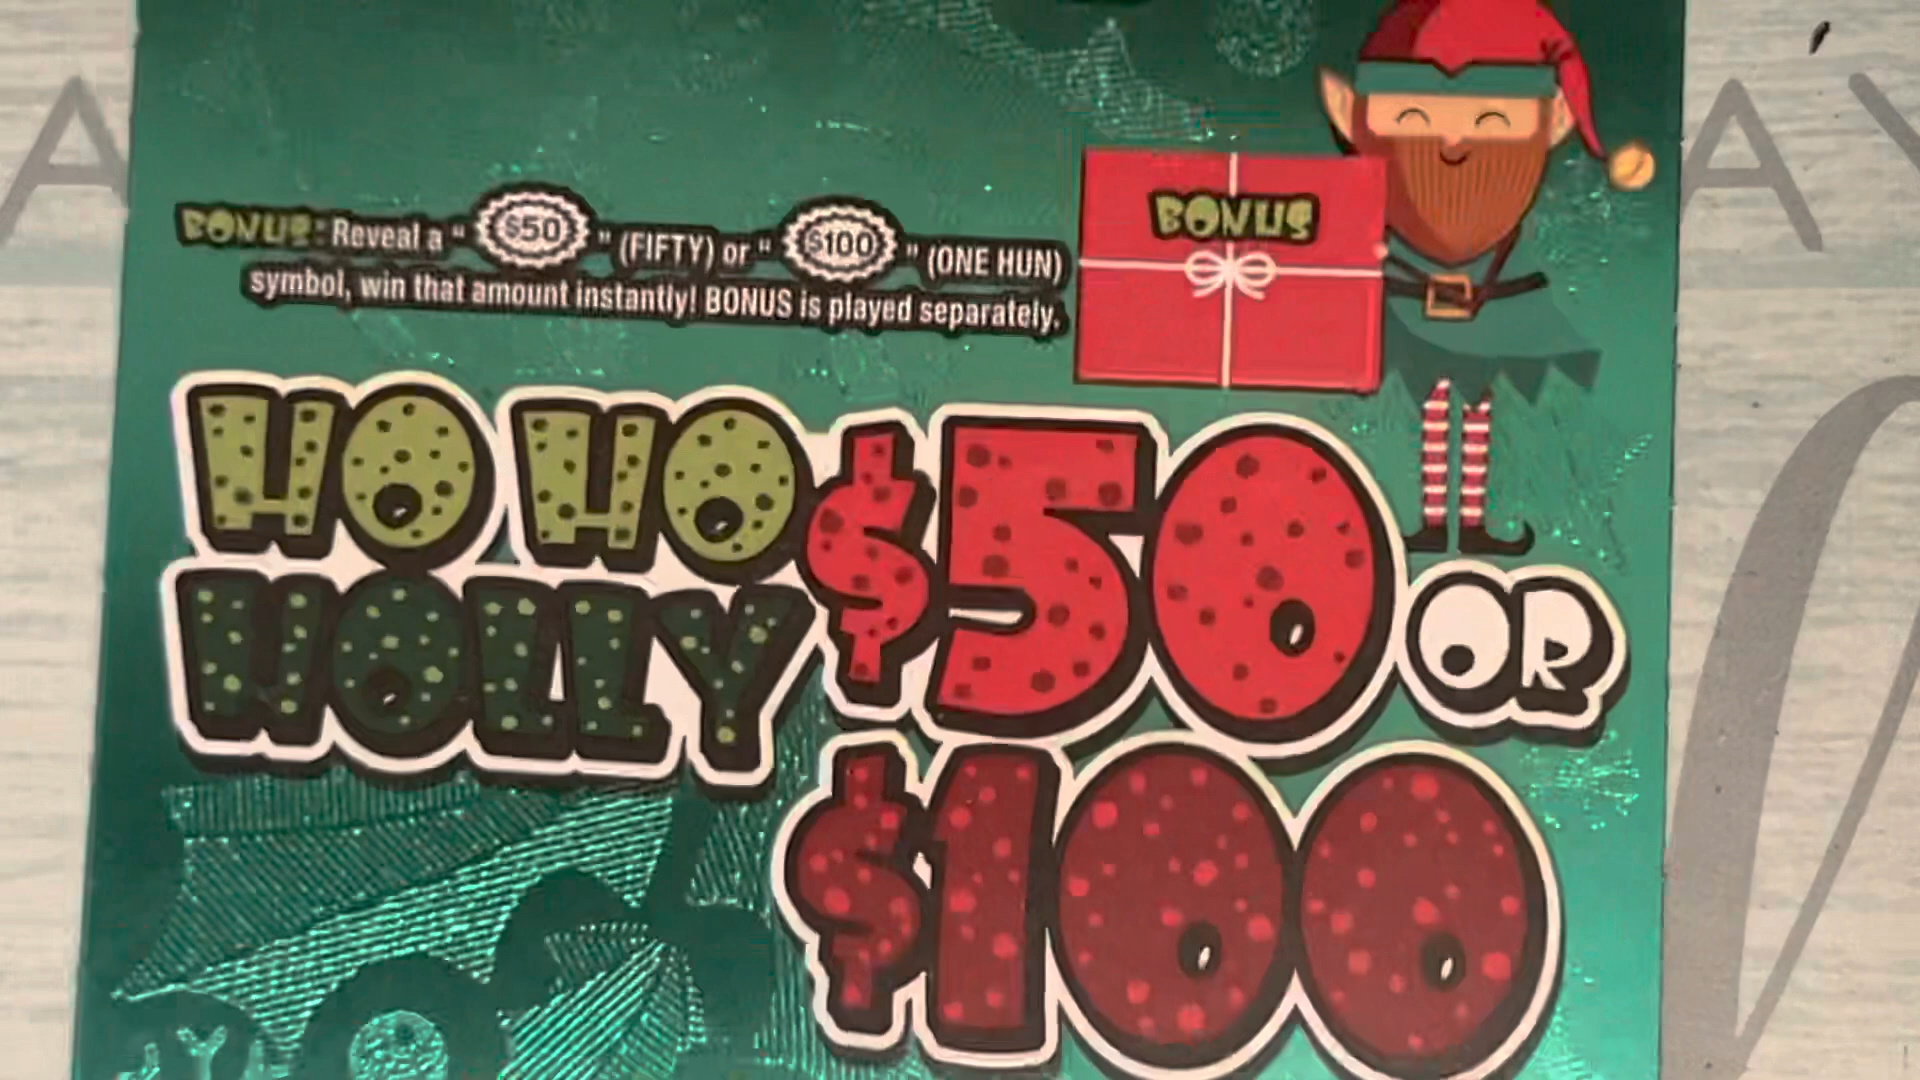 BONUS: Reveal a "$50" (FIFTY) or "$100" (ONE HUN)
symbol, win that amount instantly! BONUS is played separately.
BONUS
HO HO
HOLLY
$50 OR
$100